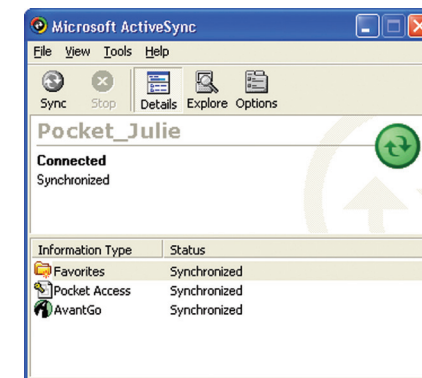 Microsoft ActiveSync
File View Tools Help
Sync Stop Details Explore Options
Pocket_Julie
Connected
Synchronized
Information Type Status
Favorites Synchronized
Pocket Access Synchronized
AvantGo Synchronized